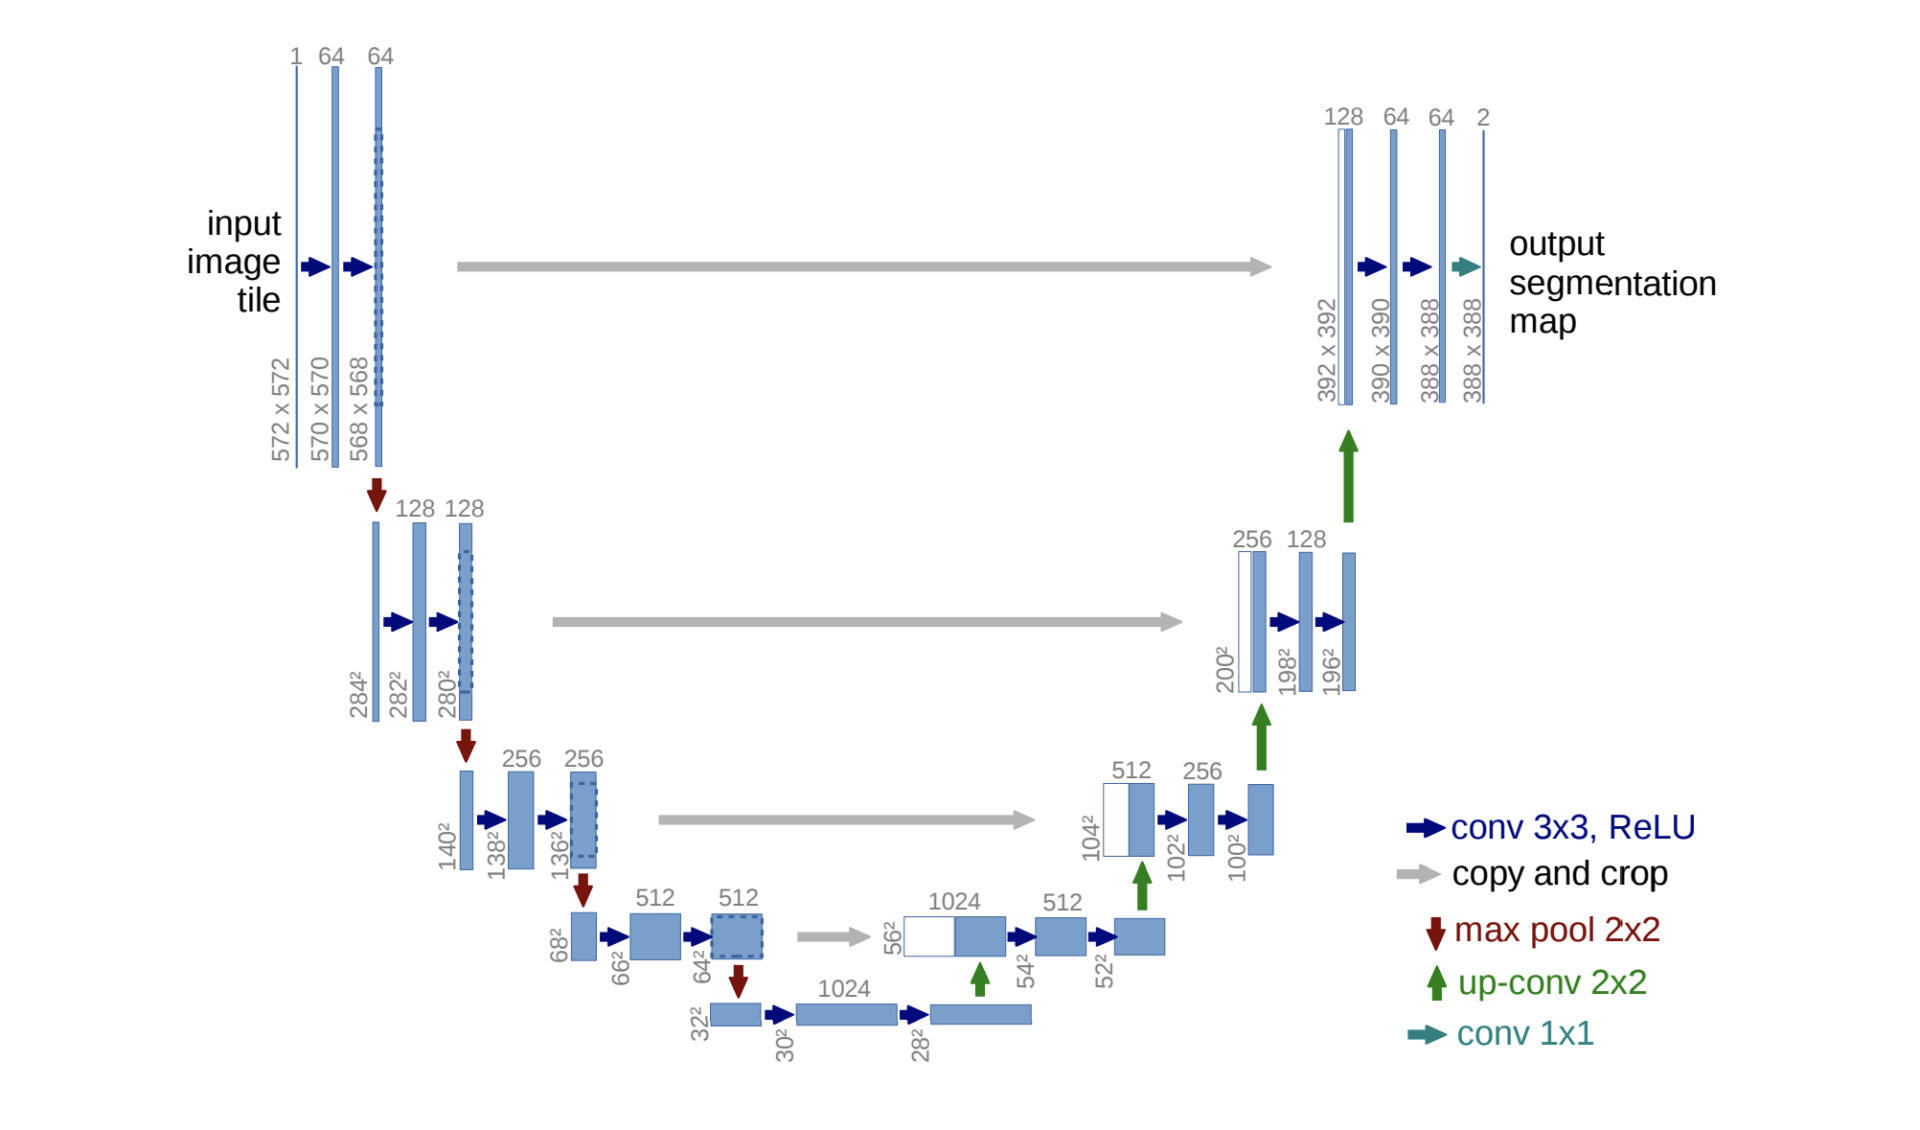 1 64 64
input
image
tile
572 x 572
570 x 570
568 x 568
128 64 64 2
output
segmentation
map
392 x 392
390 x 390
388 x 388
388 x 388
128 128
284²
282²
280²
256 128
200²
198²
196²
256 256
140²
138²
136²
512 256
104²
102²
100²
512 512
68²
66²
64²
1024 512
56²
54²
52²
1024
32²
30²
28²
conv 3x3, ReLU
copy and crop
max pool 2x2
up-conv 2x2
conv 1x1